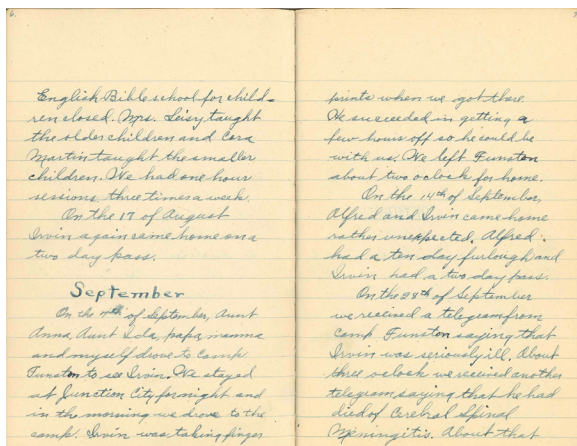 6.
English Bible school for child-
ren closed. Mrs. Leisy taught
the older children and Cora
Martin taught the smaller
children. We had one hour
sessions, three times a week.
On the 17 of August
Irvin again came home on a
two day pass.
September
On the 4th of September, Aunt
Anna, Aunt Ida, papa, mamma
and myself drove to Camp
Funston to see Irvin. We stayed
at Junction City for night and
in the morning we drove to the
camp. Irvin was taking finger
7
prints when we got there.
We succeeded in getting a
few hours off so he could be
with us. We left Funston
about two oclock for home.
On the 14th of September,
Alfred and Irvin came home
rather unexpected. Alfred
had a ten day furlough and
Irvin had a two day pass.
On the 28th of September
we received a telegram from
Camp Funston saying that
Irvin was seriously ill. About
three oclock we received another
telegram saying that he had
died of Cerebral Spinal
Meningitis. About that